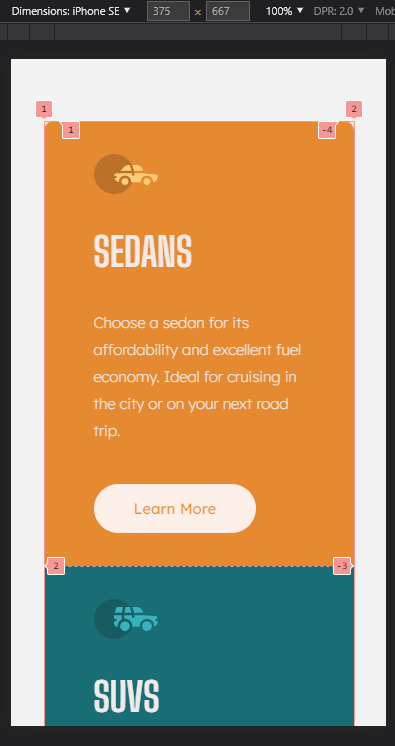 Dimensions: iPhone SE ▼ 375 x 667 100% ▼ DPR: 2.0 ▼ Mob
1 2
1 -4
SEDANS
Choose a sedan for its
affordability and excellent fuel
economy. Ideal for cruising in
the city or on your next road
trip.
Learn More
2 -3
SUVS